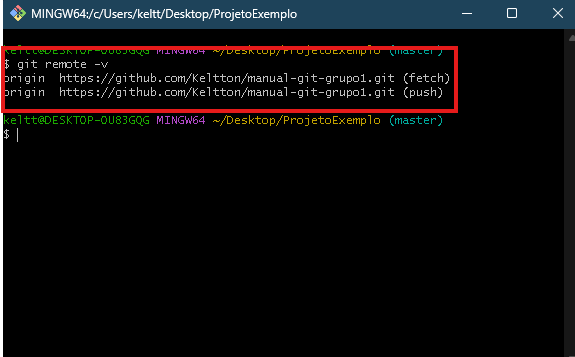 MINGW64:/c/Users/keltt/Desktop/ProjetoExemplo
keltt@DESKTOP-OU83GQG MINGW64 ~/Desktop/ProjetoExemplo (master)
$ git remote -v
origin  https://github.com/Keltton/manual-git-grupo1.git (fetch)
origin  https://github.com/Keltton/manual-git-grupo1.git (push)
keltt@DESKTOP-OU83GQG MINGW64 ~/Desktop/ProjetoExemplo (master)
$